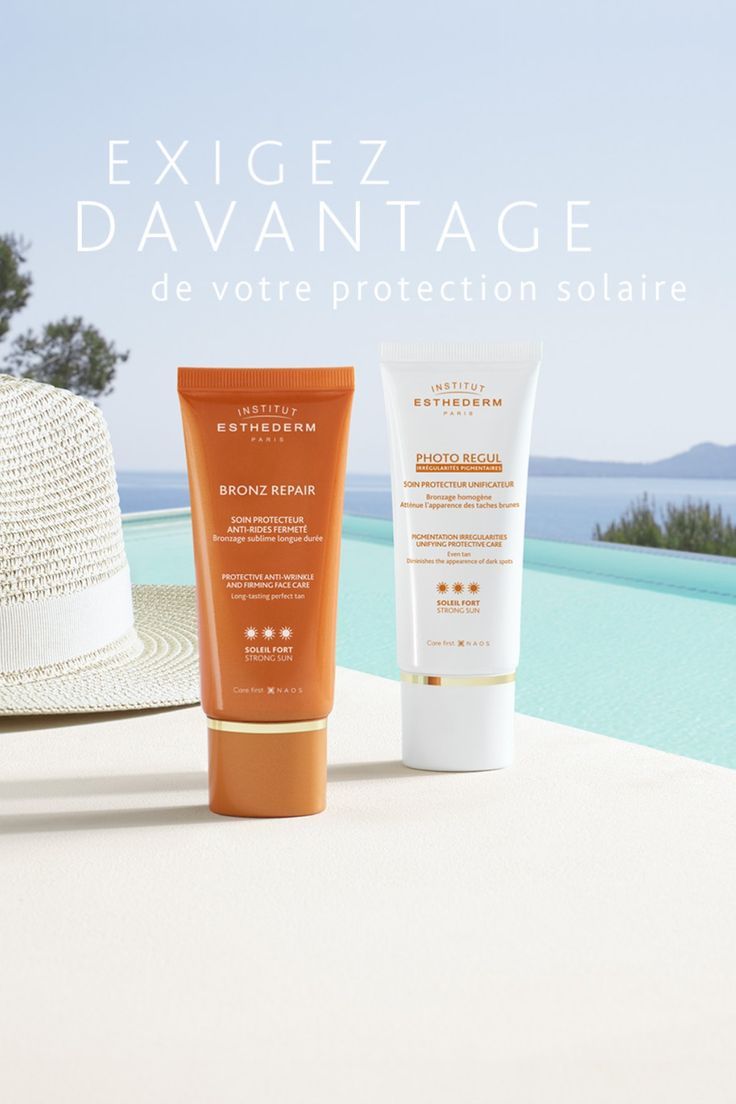 EXIGEZ
DAVANTAGE
de votre protection solaire
INSTITUT
ESTHEDERM
PARIS
BRONZ REPAIR
SOIN PROTECTEUR
ANTI-RIDES FERMETÉ
Bronzage sublime longue durée
PROTECTIVE ANTI-WRINKLE
AND FIRMING FACE CARE
Long-tasting perfect tan
SOLEIL FORT
STRONG SUN
Care first. NAOS
INSTITUT
ESTHEDERM
PARIS
PHOTO REGUL
IRRÉGULARITÉS PIGMENTAIRES
SOIN PROTECTEUR UNIFICATEUR
Bronzage homogène
Atténue l'apparence des taches brunes
PIGMENTATION IRREGULARITIES
UNIFYING PROTECTIVE CARE
Even tan
Diminishes the appearence of dark spots
SOLEIL FORT
STRONG SUN
Care first. NAOS